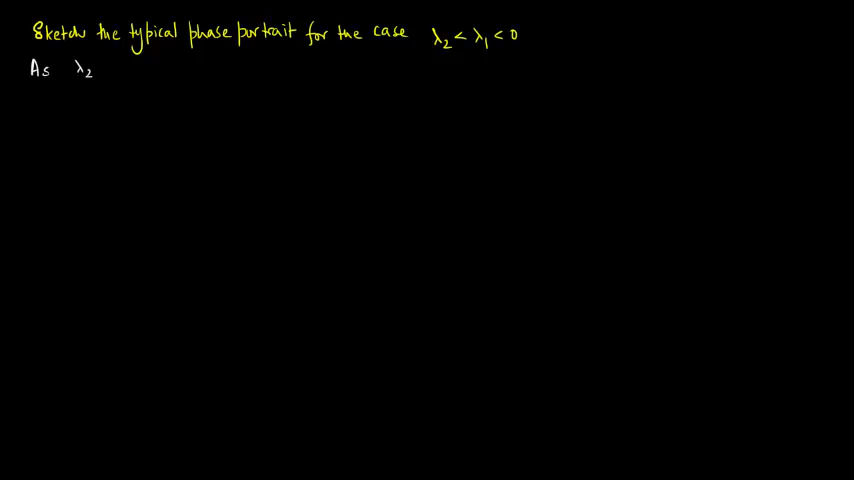 Sketch the typical phase portrait for the case λ₂ < λ₁ < 0
As λ₂